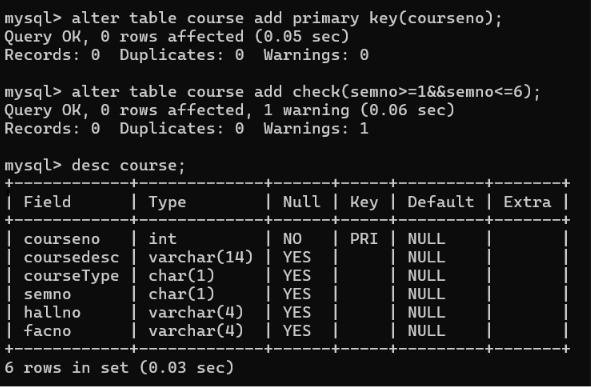 mysql> alter table course add primary key(courseno);
Query OK, 0 rows affected (0.05 sec)
Records: 0  Duplicates: 0  Warnings: 0

mysql> alter table course add check(semno>=1&&semno<=6);
Query OK, 0 rows affected, 1 warning (0.06 sec)
Records: 0  Duplicates: 0  Warnings: 1

mysql> desc course;
+------------+-------------+------+-----+---------+-------+
| Field      | Type        | Null | Key | Default | Extra |
+------------+-------------+------+-----+---------+-------+
| courseno   | int         | NO   | PRI | NULL    |       |
| coursedesc | varchar(14) | YES  |     | NULL    |       |
| courseType | char(1)     | YES  |     | NULL    |       |
| semno      | char(1)     | YES  |     | NULL    |       |
| hallno     | varchar(4)  | YES  |     | NULL    |       |
| facno      | varchar(4)  | YES  |     | NULL    |       |
+------------+-------------+------+-----+---------+-------+
6 rows in set (0.03 sec)